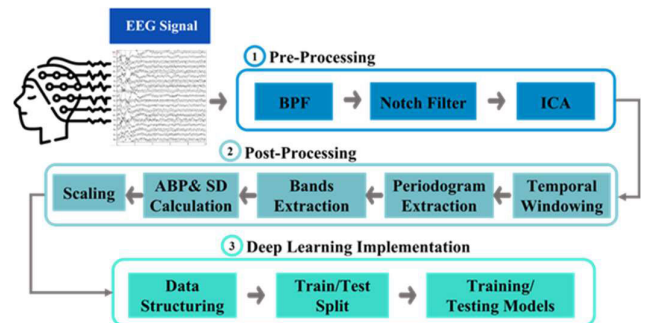 EEG Signal
1 Pre-Processing
BPF
Notch Filter
ICA
2 Post-Processing
Scaling
ABP& SD
Calculation
Bands
Extraction
Periodogram
Extraction
Temporal
Windowing
3 Deep Learning Implementation
Data
Structuring
Train/Test
Split
Training/
Testing Models